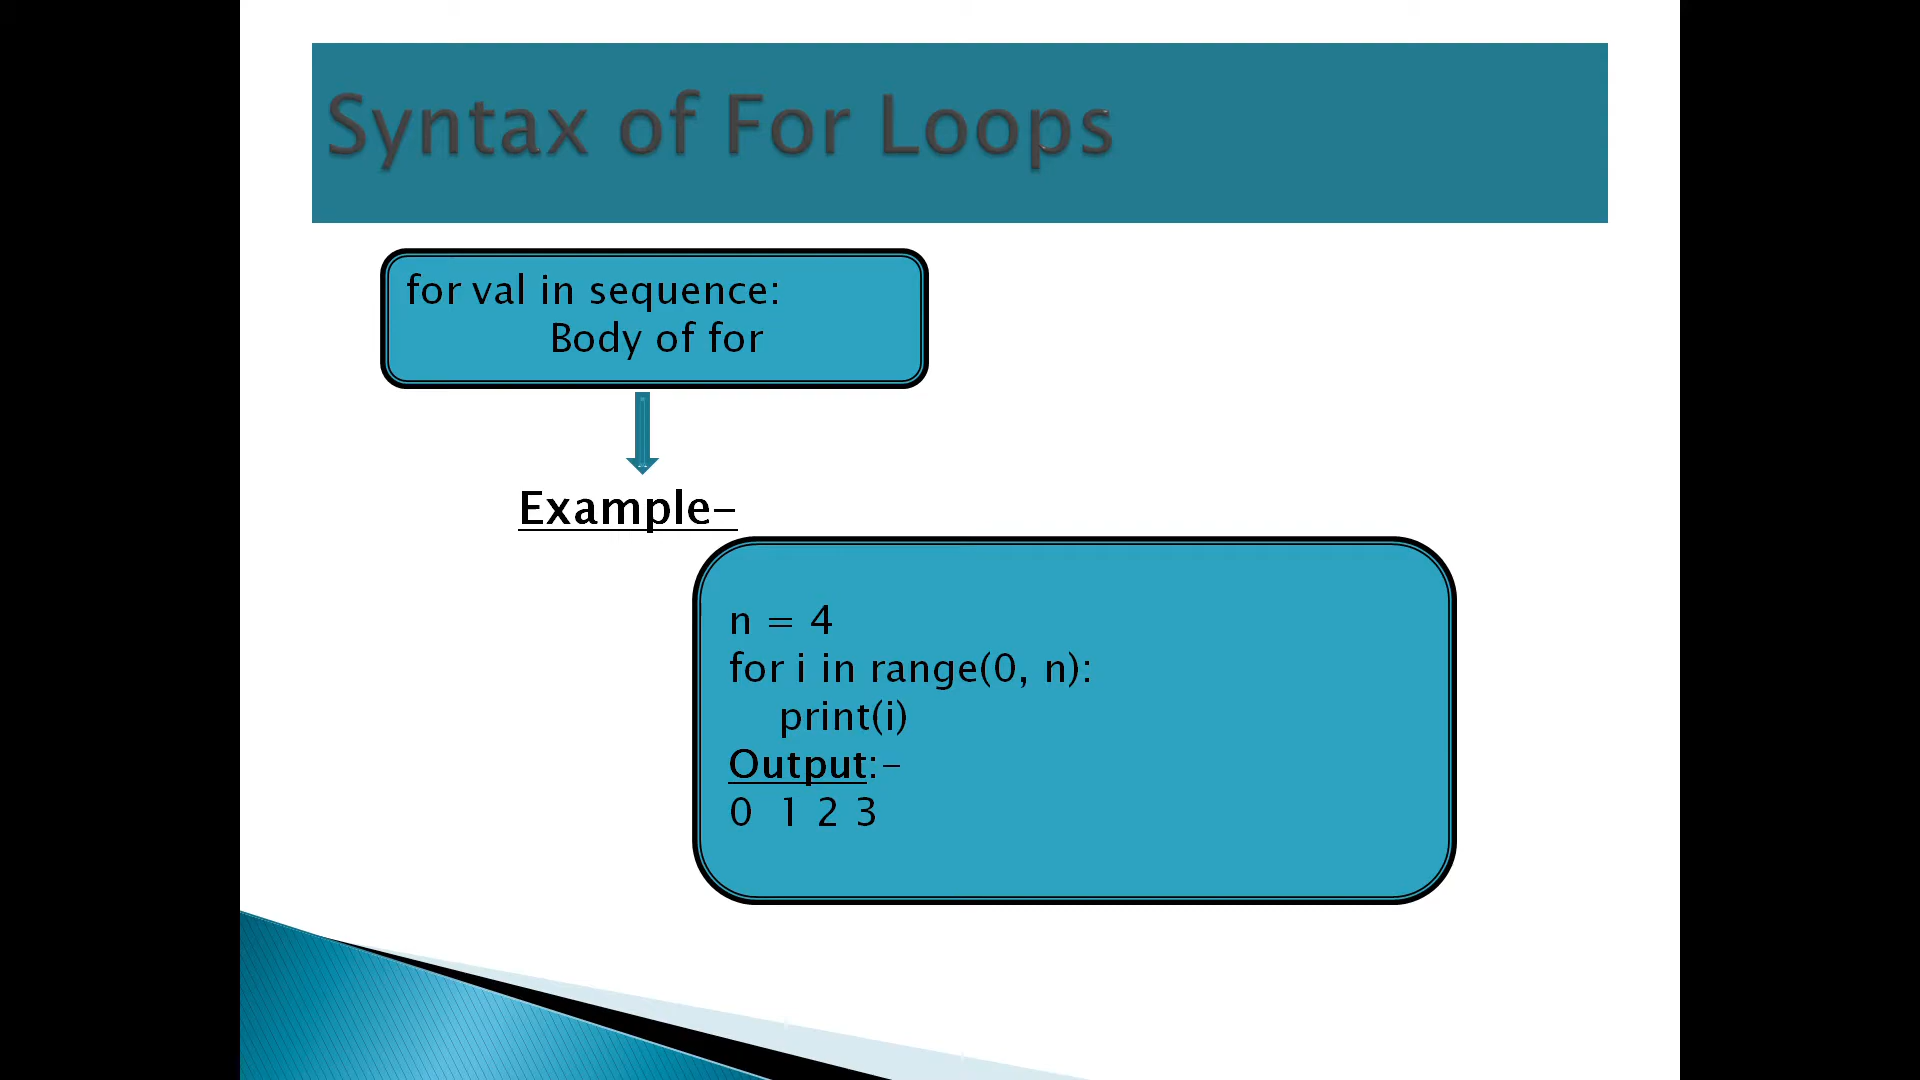 Syntax of For Loops
for val in sequence:
Body of for
Example-
n = 4
for i in range(0, n):
print(i)
Output:-
0 1 2 3